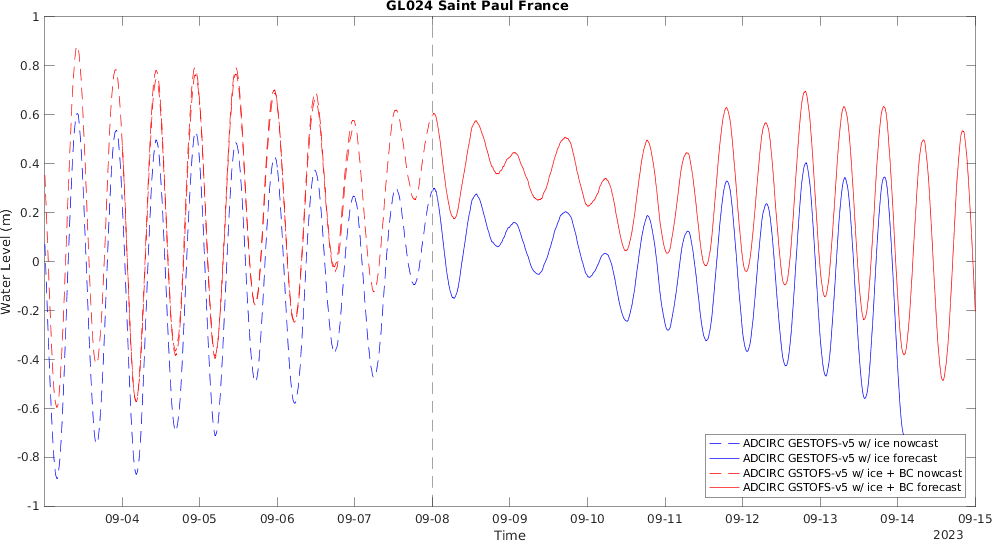 GL024 Saint Paul France
1
0.8
0.6
0.4
0.2
0
-0.2
-0.4
-0.6
-0.8
-1
Water Level (m)
ADCIRC GESTOFS-v5 w/ ice nowcast
ADCIRC GESTOFS-v5 w/ ice forecast
ADCIRC GSTOFS-v5 w/ ice + BC nowcast
ADCIRC GSTOFS-v5 w/ ice + BC forecast
09-04 09-05 09-06 09-07 09-08 09-09 09-10 09-11 09-12 09-13 09-14 09-15
Time
2023